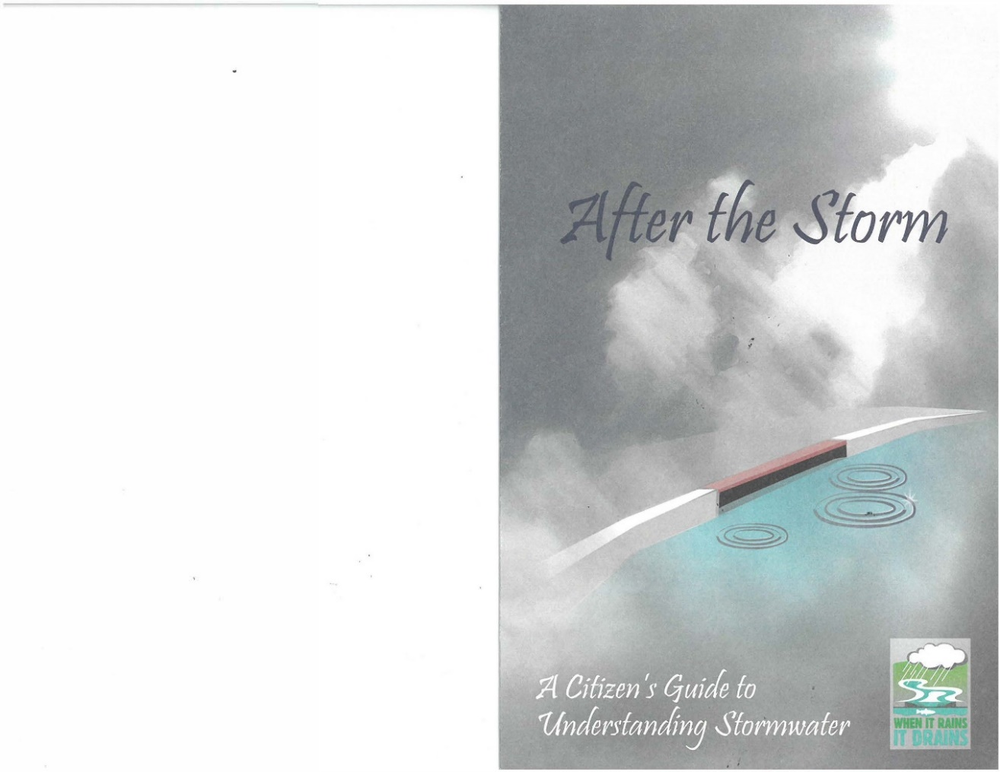 After the Storm
A Citizen's Guide to
Understanding Stormwater
WHEN IT RAINS
IT DRAINS